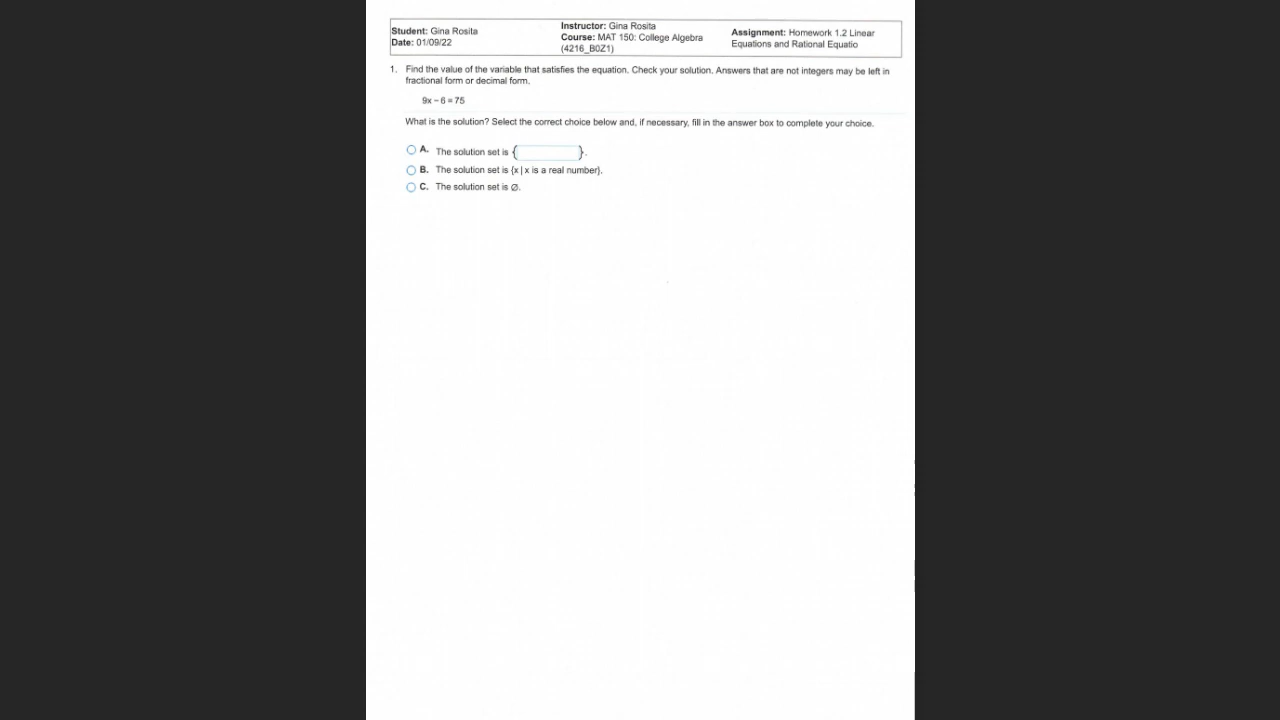 Student: Gina Rosita
Date: 01/09/22
Instructor: Gina Rosita
Course: MAT 150: College Algebra
(4216_B0Z1)
Assignment: Homework 1.2 Linear
Equations and Rational Equatio
1. Find the value of the variable that satisfies the equation. Check your solution. Answers that are not integers may be left in
fractional form or decimal form.
9x − 6 = 75
What is the solution? Select the correct choice below and, if necessary, fill in the answer box to complete your choice.
A. The solution set is { }.
B. The solution set is {x | x is a real number}.
C. The solution set is ∅.